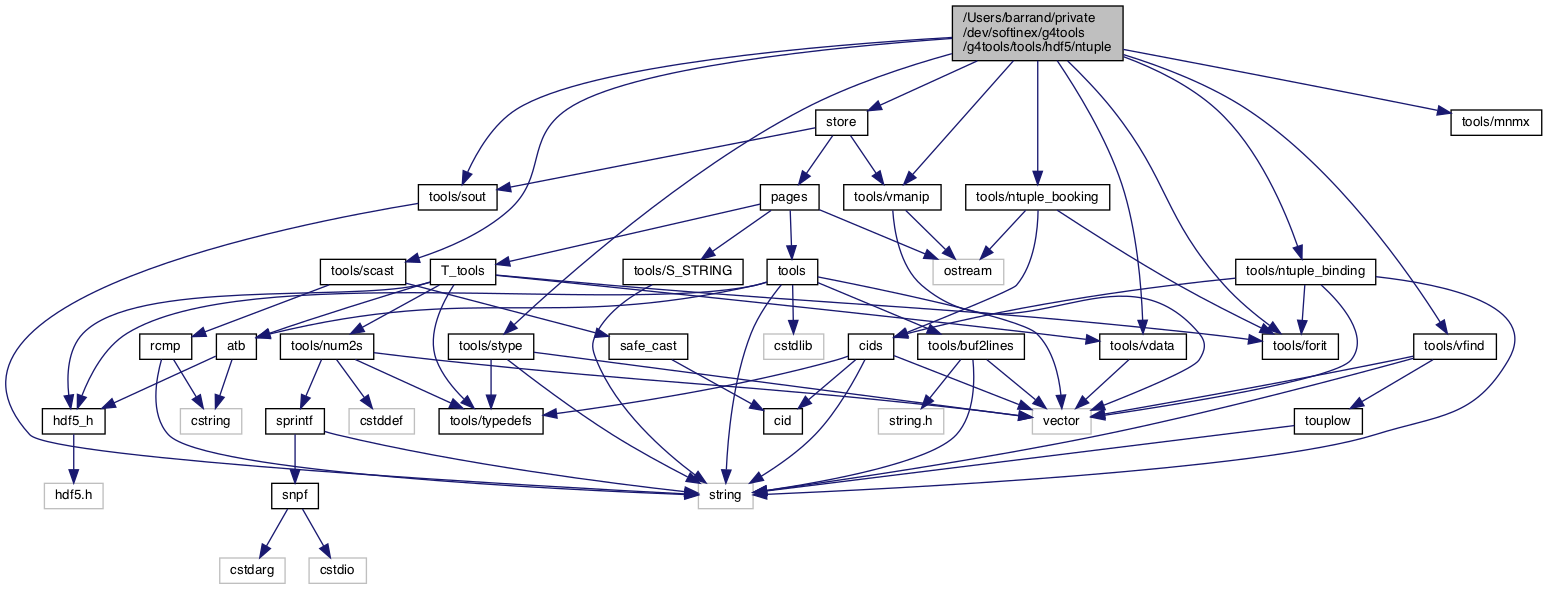 /Users/barrand/private
/dev/softinex/g4tools
/g4tools/tools/hdf5/ntuple
store
tools/mnmx
tools/sout
pages
tools/vmanip
tools/ntuple_booking
tools/scast
T_tools
tools/S_STRING
tools
ostream
tools/ntuple_binding
rcmp
atb
tools/num2s
tools/stype
safe_cast
cstdlib
cids
tools/buf2lines
tools/vdata
tools/forit
tools/vfind
hdf5_h
cstring
sprintf
cstddef
tools/typedefs
cid
string.h
vector
touplow
hdf5.h
snpf
string
cstdarg
cstdio